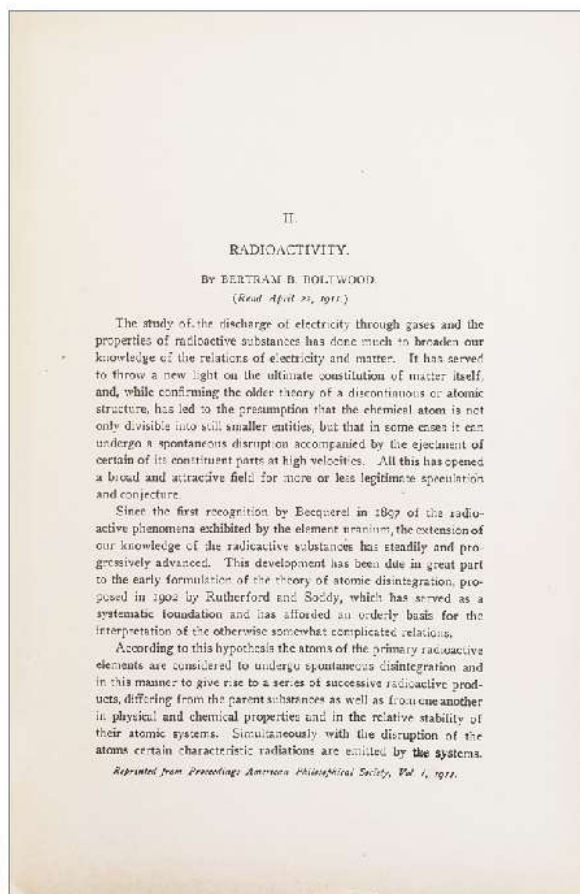 II.
RADIOACTIVITY.
BY BERTRAM B. BOLTWOOD.
(Read April 22, 1911.)
The study of the discharge of electricity through gases and the
properties of radioactive substances has done much to broaden our
knowledge of the relations of electricity and matter. It has served
to throw a new light on the ultimate constitution of matter itself,
and, while confirming the older theory of a discontinuous or atomic
structure, has led to the presumption that the chemical atom is not
only divisible into still smaller entities, but that in some cases it can
undergo a spontaneous disruption accompanied by the ejectment of
certain of its constituent parts at high velocities. All this has opened
a broad and attractive field for more or less legitimate speculation
and conjecture.
Since the first recognition by Becquerel in 1897 of the radio-
active phenomena exhibited by the element uranium, the extension of
our knowledge of the radioactive substances has steadily and pro-
gressively advanced. This development has been due in great part
to the early formulation of the theory of atomic disintegration, pro-
posed in 1902 by Rutherford and Soddy, which has served as a
systematic foundation and has afforded an orderly basis for the
interpretation of the otherwise somewhat complicated relations.
According to this hypothesis the atoms of the primary radioactive
elements are considered to undergo spontaneous disintegration and
in this manner to give rise to a series of successive radioactive prod-
ucts, differing from the parent substances as well as from one another
in physical and chemical properties and in the relative stability of
their atomic systems. Simultaneously with the disruption of the
atoms certain characteristic radiations are emitted by the systems.
Reprinted from Proceedings American Philosophical Society, Vol. l, 1911.